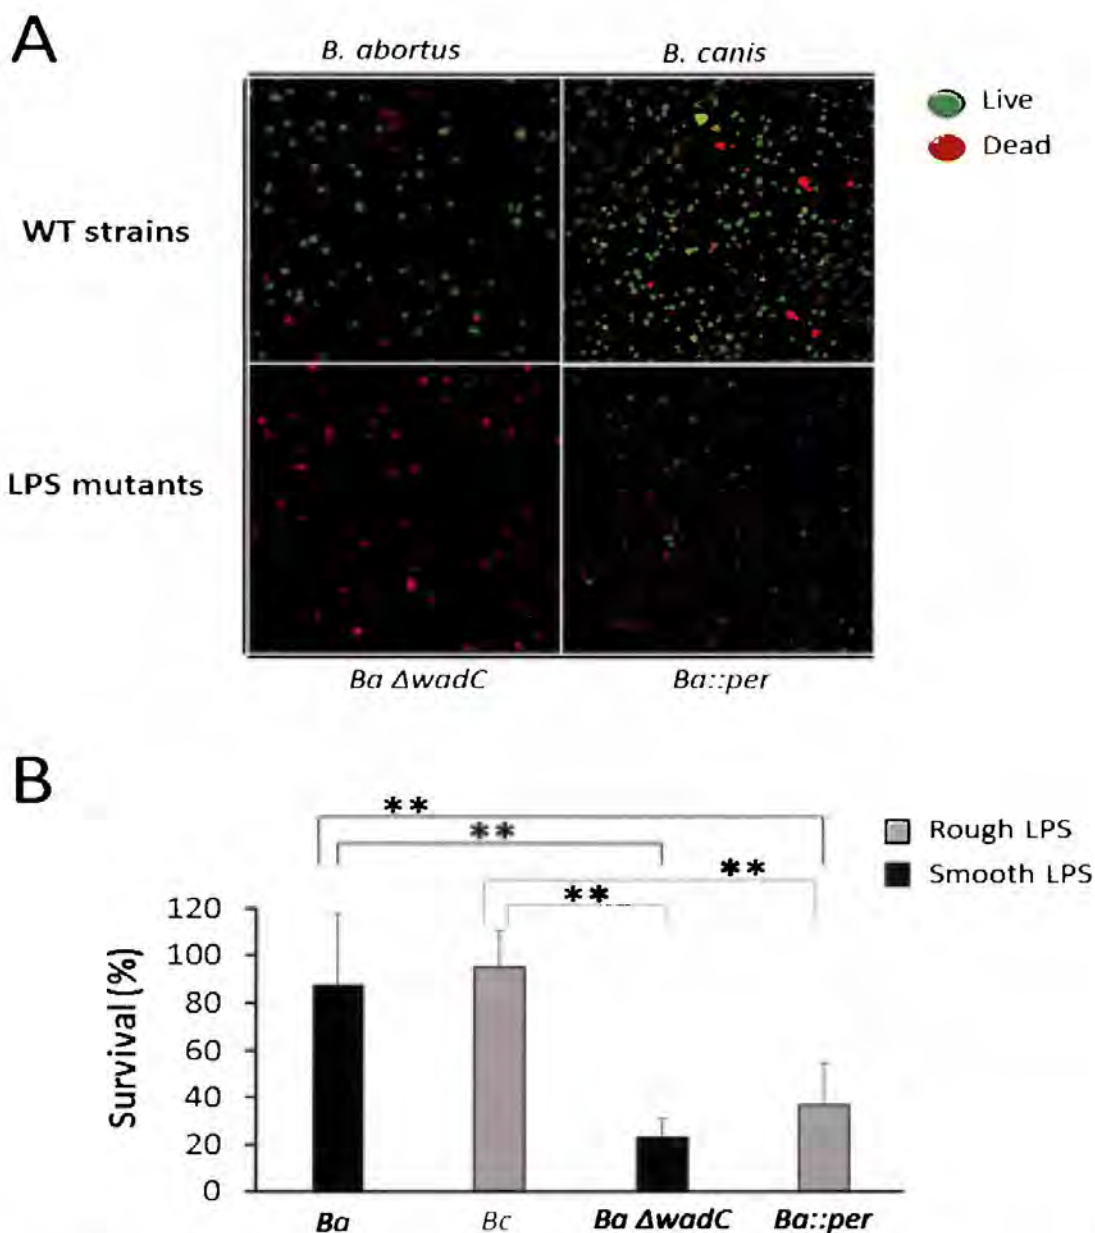 A
B. abortus
B. canis
Live
Dead
WT strains
LPS mutants
Ba ΔwadC
Ba::per
B
**
**
**
**
Rough LPS
Smooth LPS
120
100
80
60
40
20
0
Survival (%)
Ba
Bc
Ba ΔwadC
Ba::per